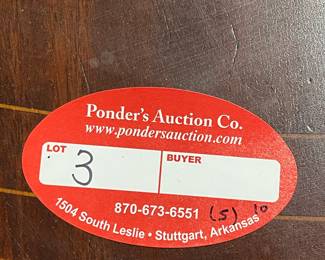 Ponder's Auction Co.
www.pondersauction.com
LOT
3
BUYER
870-673-6551 (5) 10
1504 South Leslie • Stuttgart, Arkansas